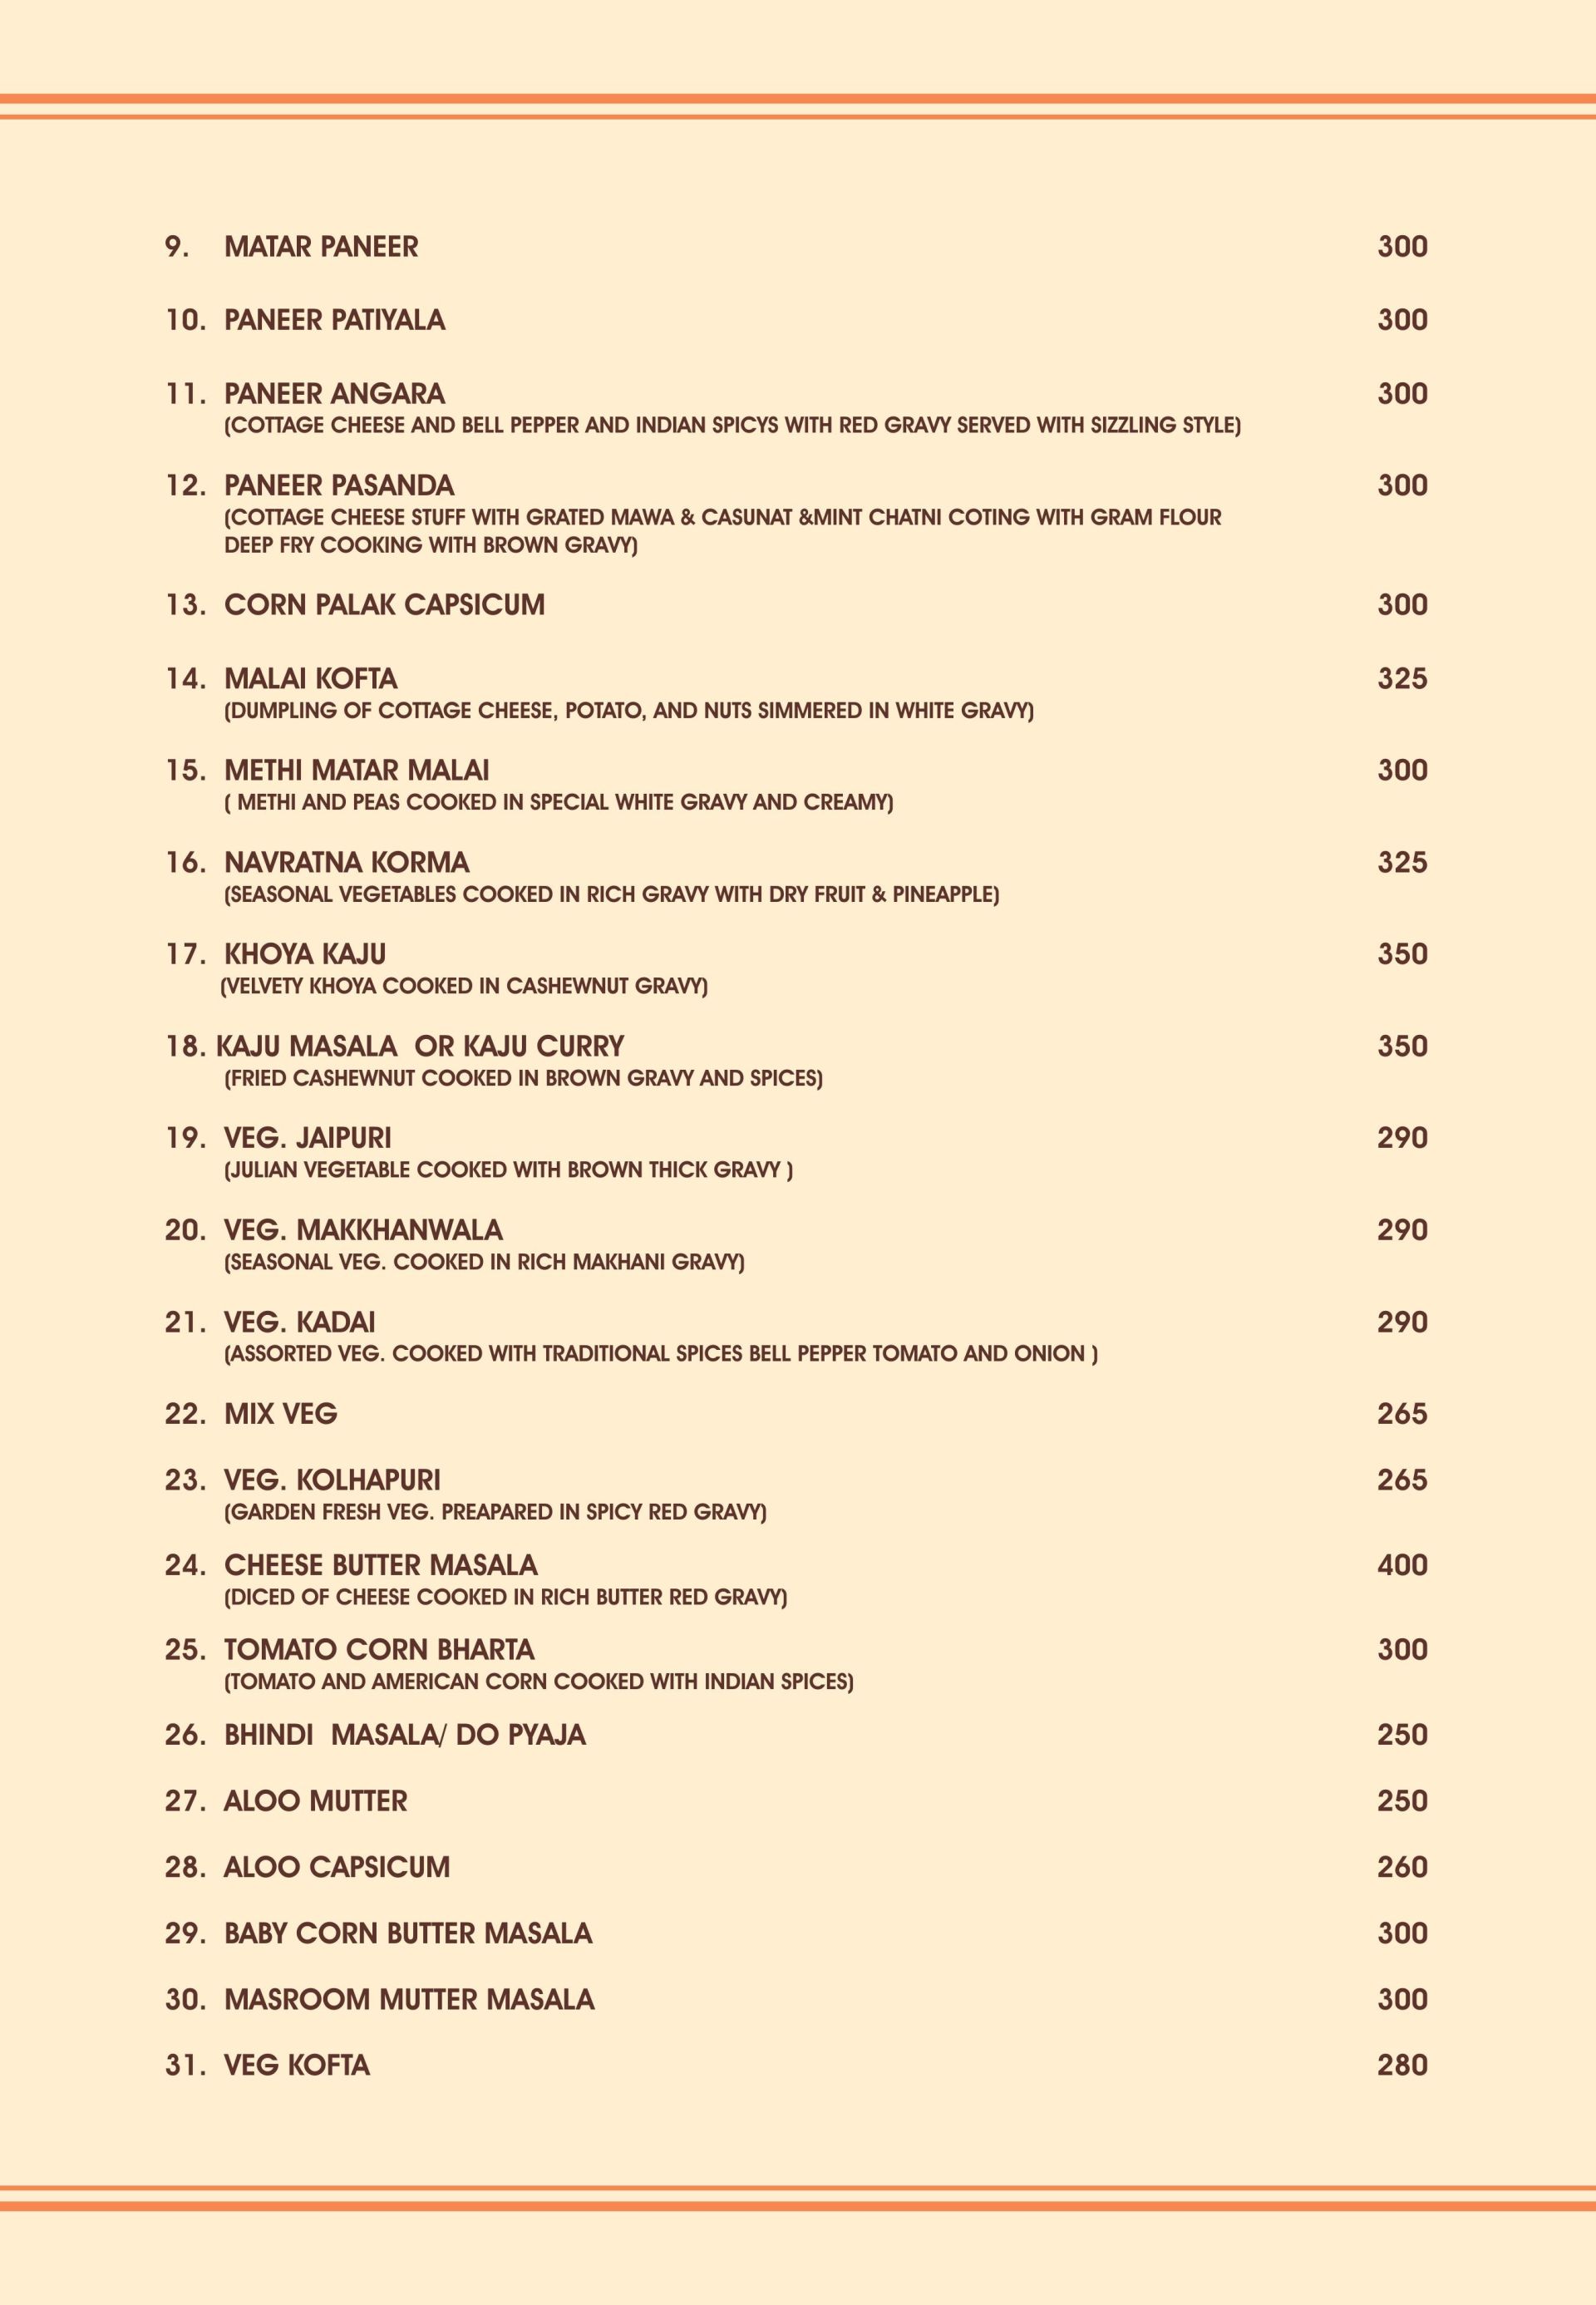 9. MATAR PANEER 300
10. PANEER PATIYALA 300
11. PANEER ANGARA 300
(COTTAGE CHEESE AND BELL PEPPER AND INDIAN SPICYS WITH RED GRAVY SERVED WITH SIZZLING STYLE)
12. PANEER PASANDA 300
(COTTAGE CHEESE STUFF WITH GRATED MAWA & CASUNAT &MINT CHATNI COTING WITH GRAM FLOUR
DEEP FRY COOKING WITH BROWN GRAVY)
13. CORN PALAK CAPSICUM 300
14. MALAI KOFTA 325
(DUMPLING OF COTTAGE CHEESE, POTATO, AND NUTS SIMMERED IN WHITE GRAVY)
15. METHI MATAR MALAI 300
( METHI AND PEAS COOKED IN SPECIAL WHITE GRAVY AND CREAMY)
16. NAVRATNA KORMA 325
(SEASONAL VEGETABLES COOKED IN RICH GRAVY WITH DRY FRUIT & PINEAPPLE)
17. KHOYA KAJU 350
(VELVETY KHOYA COOKED IN CASHEWNUT GRAVY)
18. KAJU MASALA OR KAJU CURRY 350
(FRIED CASHEWNUT COOKED IN BROWN GRAVY AND SPICES)
19. VEG. JAIPURI 290
(JULIAN VEGETABLE COOKED WITH BROWN THICK GRAVY )
20. VEG. MAKKHANWALA 290
(SEASONAL VEG. COOKED IN RICH MAKHANI GRAVY)
21. VEG. KADAI 290
(ASSORTED VEG. COOKED WITH TRADITIONAL SPICES BELL PEPPER TOMATO AND ONION )
22. MIX VEG 265
23. VEG. KOLHAPURI 265
(GARDEN FRESH VEG. PREAPARED IN SPICY RED GRAVY)
24. CHEESE BUTTER MASALA 400
(DICED OF CHEESE COOKED IN RICH BUTTER RED GRAVY)
25. TOMATO CORN BHARTA 300
(TOMATO AND AMERICAN CORN COOKED WITH INDIAN SPICES)
26. BHINDI MASALA/ DO PYAJA 250
27. ALOO MUTTER 250
28. ALOO CAPSICUM 260
29. BABY CORN BUTTER MASALA 300
30. MASROOM MUTTER MASALA 300
31. VEG KOFTA 280